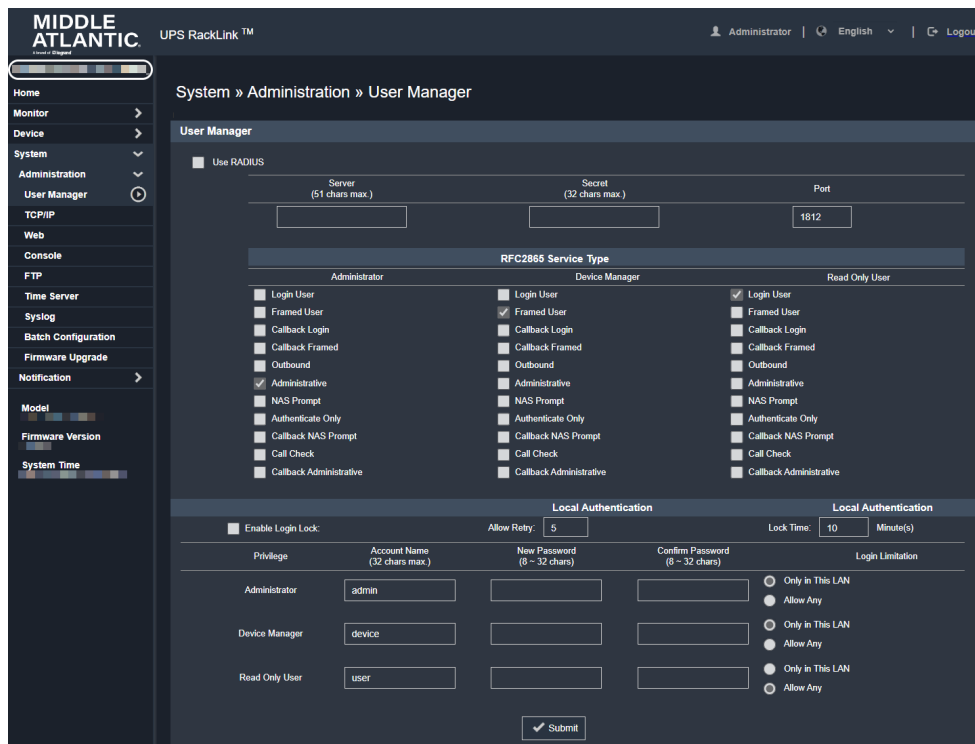 MIDDLE
ATLANTIC.
UPS RackLink ™
Administrator | English | Logou
Home
Monitor
Device
System
Administration
User Manager
TCP/IP
Web
Console
FTP
Time Server
Syslog
Batch Configuration
Firmware Upgrade
Notification
Model
Firmware Version
System Time
System » Administration » User Manager
User Manager
Use RADIUS
Server Secret Port
(51 chars max.) (32 chars max.)
1812
RFC2865 Service Type
Administrator Device Manager Read Only User
Login User Login User Login User
Framed User Framed User Framed User
Callback Login Callback Login Callback Login
Callback Framed Callback Framed Callback Framed
Outbound Outbound Outbound
Administrative Administrative Administrative
NAS Prompt NAS Prompt NAS Prompt
Authenticate Only Authenticate Only Authenticate Only
Callback NAS Prompt Callback NAS Prompt Callback NAS Prompt
Call Check Call Check Call Check
Callback Administrative Callback Administrative Callback Administrative
Local Authentication Local Authentication
Enable Login Lock: Allow Retry: 5 Lock Time: 10 Minute(s)
Privilege Account Name New Password Confirm Password Login Limitation
(32 chars max.) (8 ~ 32 chars) (8 ~ 32 chars)
Administrator admin Only in This LAN
Allow Any
Device Manager device Only in This LAN
Allow Any
Read Only User user Only in This LAN
Allow Any
Submit